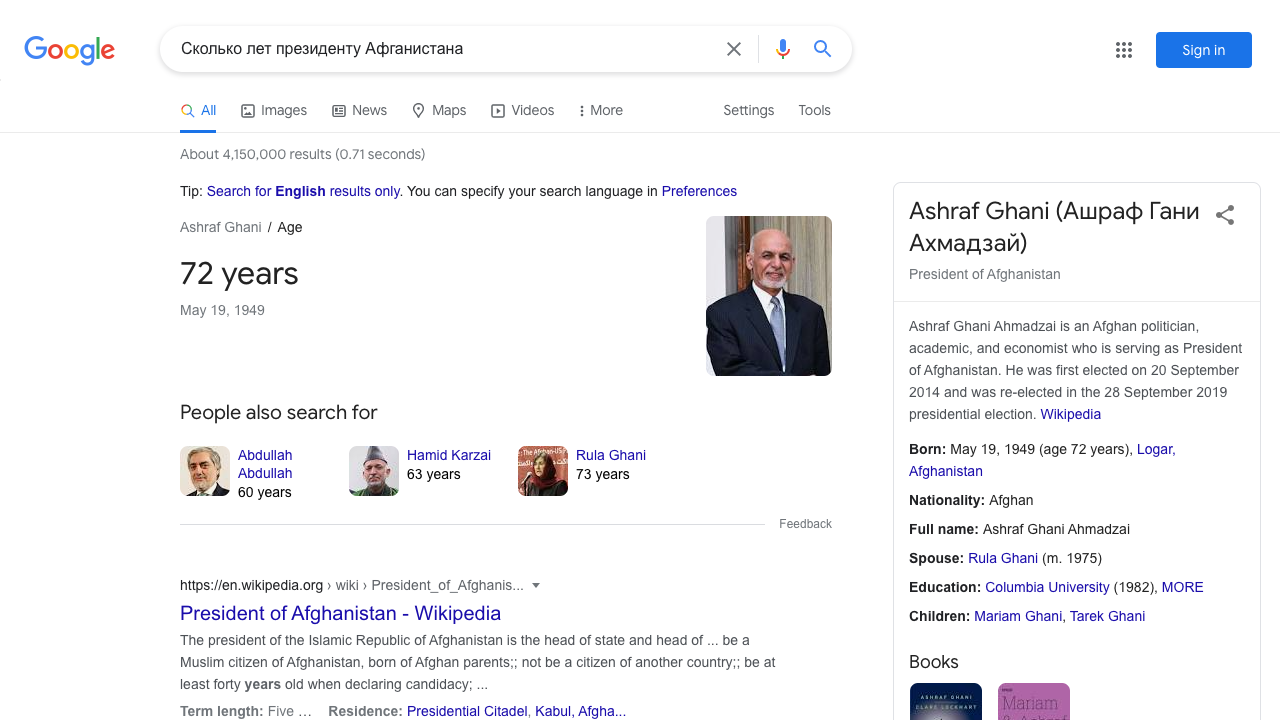 Google
Сколько лет президенту Афганистана
Sign in
All
Images
News
Maps
Videos
More
Settings
Tools
About 4,150,000 results (0.71 seconds)
Tip: Search for English results only. You can specify your search language in Preferences
Ashraf Ghani / Age
72 years
May 19, 1949
People also search for
Abdullah
Abdullah
60 years
Hamid Karzai
63 years
Rula Ghani
73 years
Feedback
https://en.wikipedia.org › wiki › President_of_Afghanis...
President of Afghanistan - Wikipedia
The president of the Islamic Republic of Afghanistan is the head of state and head of ... be a
Muslim citizen of Afghanistan, born of Afghan parents;; not be a citizen of another country;; be at
least forty years old when declaring candidacy; ...
Term length: Five … Residence: Presidential Citadel, Kabul, Afgha...
Ashraf Ghani (Ашраф Гани
Ахмадзай)
President of Afghanistan
Ashraf Ghani Ahmadzai is an Afghan politician,
academic, and economist who is serving as President
of Afghanistan. He was first elected on 20 September
2014 and was re-elected in the 28 September 2019
presidential election. Wikipedia
Born: May 19, 1949 (age 72 years), Logar,
Afghanistan
Nationality: Afghan
Full name: Ashraf Ghani Ahmadzai
Spouse: Rula Ghani (m. 1975)
Education: Columbia University (1982), MORE
Children: Mariam Ghani, Tarek Ghani
Books
ASHRAF GHANI
CLARE LOCKHART
Mariam
& Ashraf